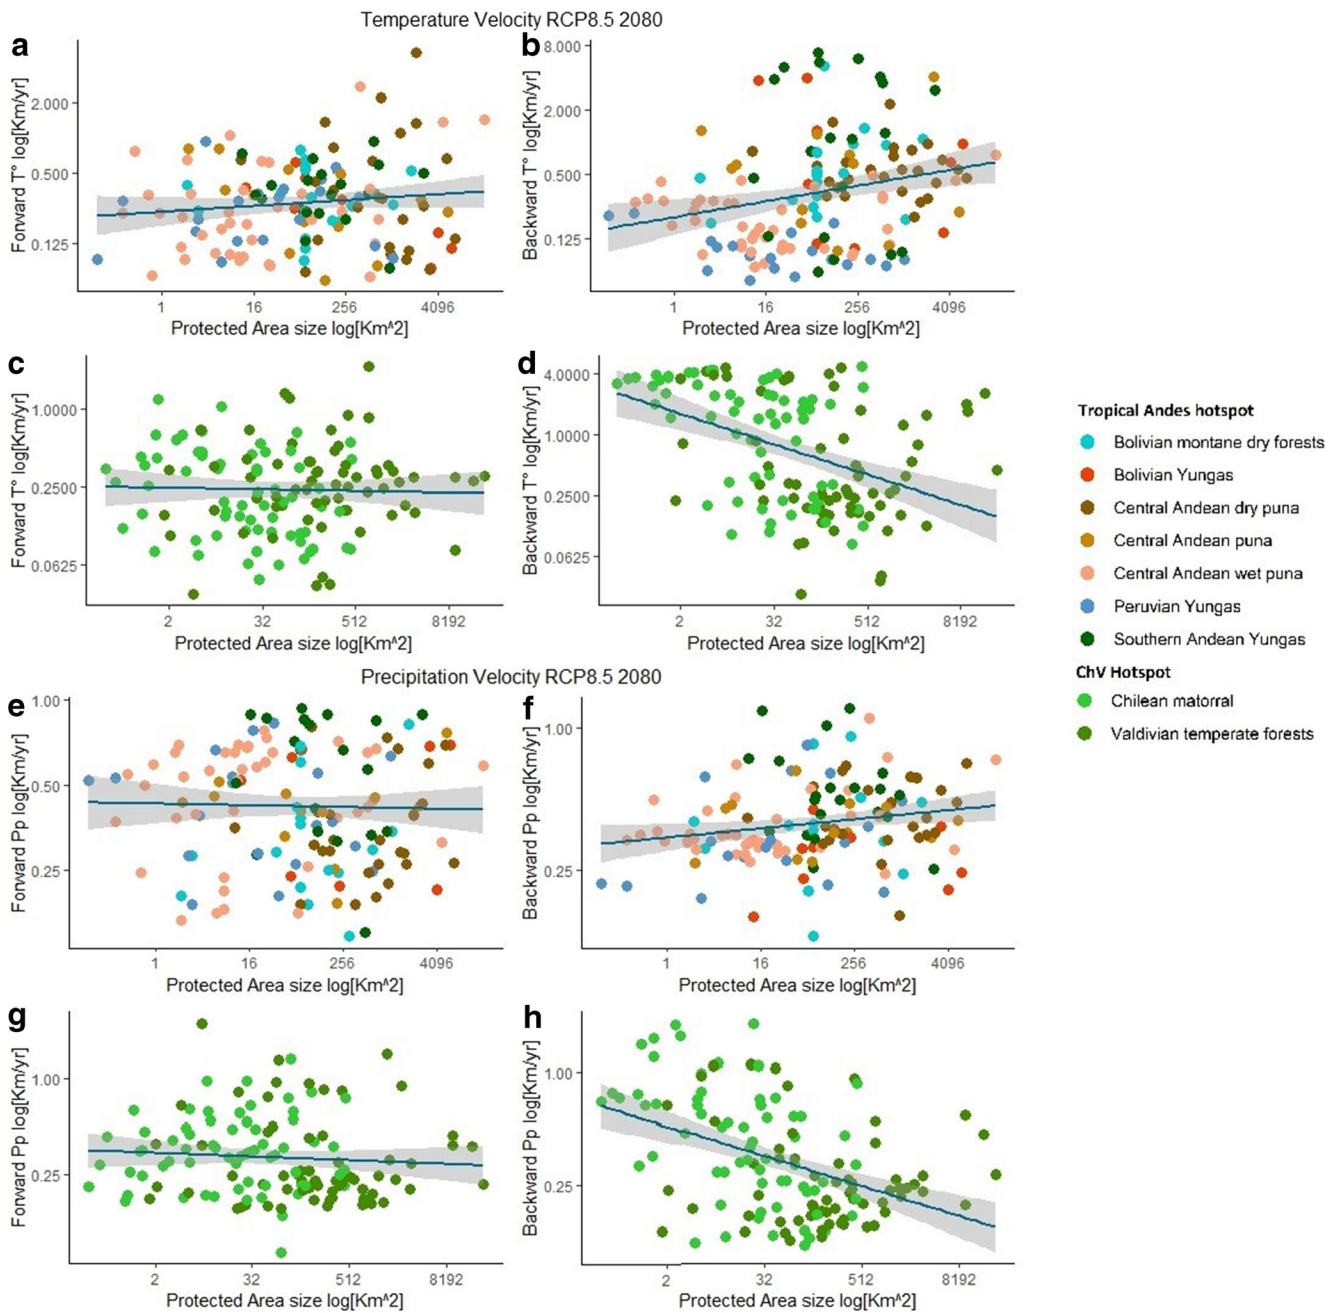 Temperature Velocity RCP8.5 2080
a
Forward T° log[Km/yr]
2.000
0.500
0.125
1 16 256 4096
Protected Area size log[Km^2]
b
Backward T° log[Km/yr]
8.000
2.000
0.500
0.125
1 16 256 4096
Protected Area size log[Km^2]
c
Forward T° log[Km/yr]
1.0000
0.2500
0.0625
2 32 512 8192
Protected Area size log[Km^2]
d
Backward T° log[Km/yr]
4.0000
1.0000
0.2500
0.0625
2 32 512 8192
Protected Area size log[Km^2]
Tropical Andes hotspot
Bolivian montane dry forests
Bolivian Yungas
Central Andean dry puna
Central Andean puna
Central Andean wet puna
Peruvian Yungas
Southern Andean Yungas
ChV Hotspot
Chilean matorral
Valdivian temperate forests
Precipitation Velocity RCP8.5 2080
e
Forward Pp log[Km/yr]
1.00
0.50
0.25
1 16 256 4096
Protected Area size log[Km^2]
f
Backward Pp log[Km/yr]
1.00
0.25
1 16 256 4096
Protected Area size log[Km^2]
g
Forward Pp log[Km/yr]
1.00
0.25
2 32 512 8192
Protected Area size log[Km^2]
h
Backward Pp log[Km/yr]
1.00
0.25
2 32 512 8192
Protected Area size log[Km^2]